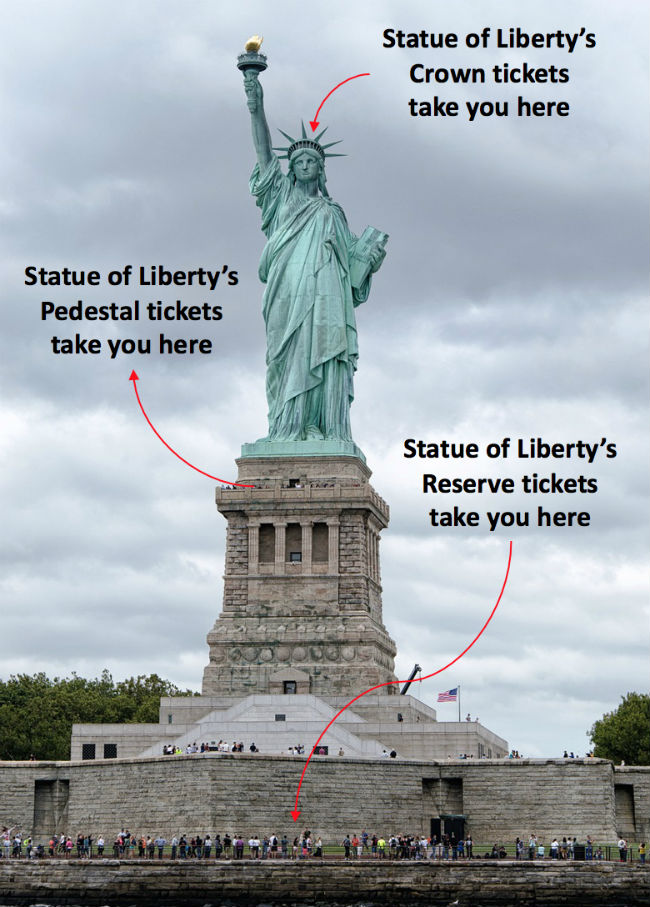 Statue of Liberty’s
Crown tickets
take you here
Statue of Liberty’s
Pedestal tickets
take you here
Statue of Liberty’s
Reserve tickets
take you here